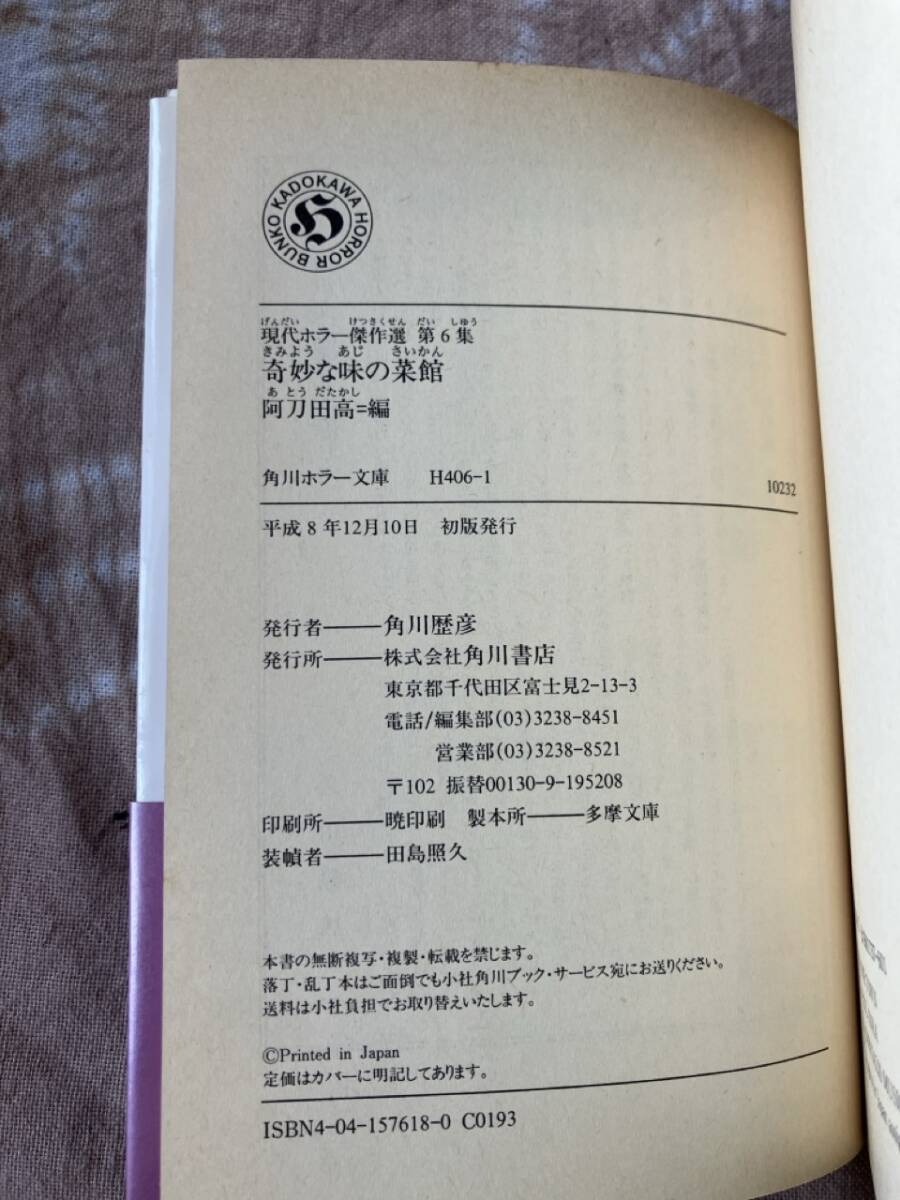 KADOKAWA HORROR BUNKO
H
げんだい けつさくせん だい しゆう
現代ホラー傑作選 第6集
きみよう あじ さいかん
奇妙な味の菜館
あ とう だ たかし
阿刀田高=編
角川ホラー文庫 H406-1
10232
平成8年12月10日 初版発行
発行者――角川歴彦
発行所――株式会社角川書店
東京都千代田区富士見2-13-3
電話/編集部(03)3238-8451
営業部(03)3238-8521
〒102 振替00130-9-195208
印刷所――暁印刷 製本所――多摩文庫
装幀者――田島照久
本書の無断複写・複製・転載を禁じます。
落丁・乱丁本はご面倒でも小社角川ブック・サービス宛にお送りください。
送料は小社負担でお取り替えいたします。
©Printed in Japan
定価はカバーに明記してあります。
ISBN4-04-157618-0 C0193